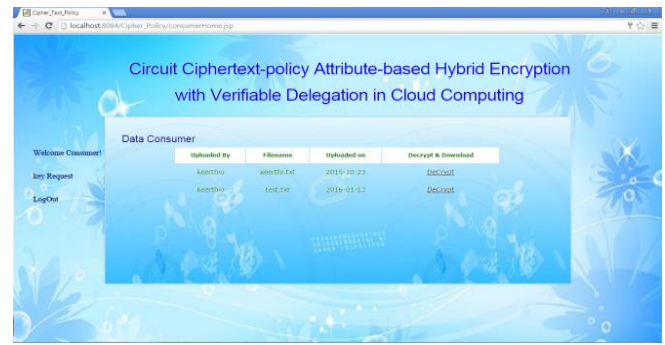 Cipher_Text_Policy
localhost:8084/Cipher_Policy/consumerHome.jsp
Circuit Ciphertext-policy Attribute-based Hybrid Encryption
with Verifiable Delegation in Cloud Computing
Data Consumer
Welcome Consumer!
key Request
LogOut
Uploaded By Filename Uploaded on Decrypt & Download
keerthio keerthi.txt 2015-10-23 Decrypt
keerthio test.txt 2016-01-12 Decrypt